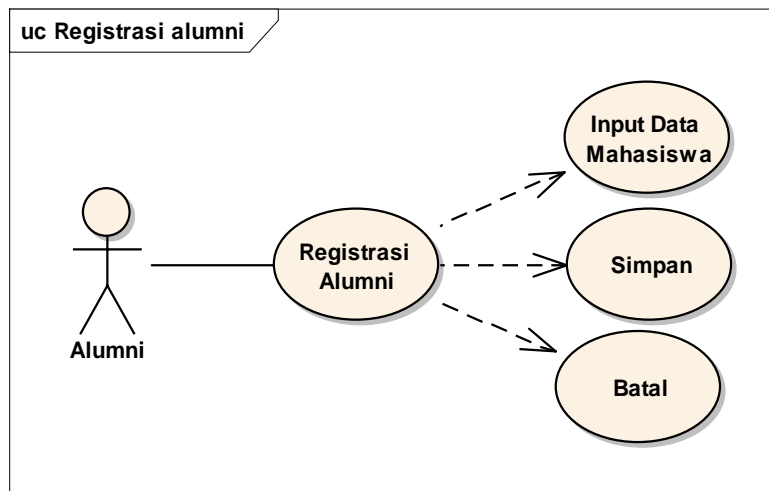 uc Registrasi alumni
Input Data
Mahasiswa
Registrasi
Alumni
Simpan
Alumni
Batal